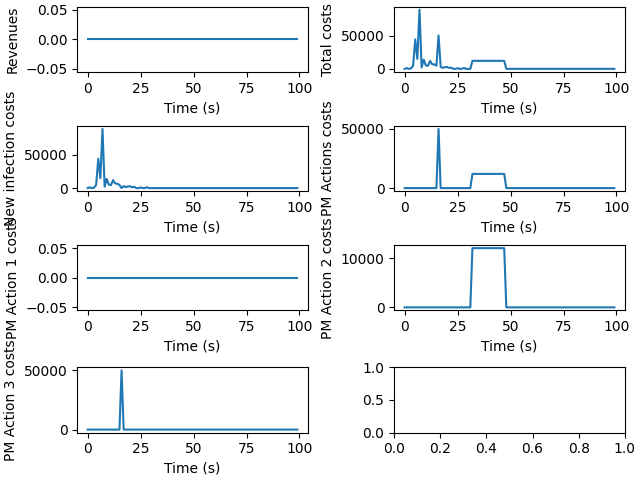 Revenues
0.05
0.00
−0.05
0 25 50 75 100
Time (s)
Total costs
50000
0
0 25 50 75 100
Time (s)
New infection costs
50000
0
0 25 50 75 100
Time (s)
PM Actions costs
50000
0
0 25 50 75 100
Time (s)
PM Action 1 costs
0.05
0.00
−0.05
0 25 50 75 100
Time (s)
PM Action 2 costs
10000
0
0 25 50 75 100
Time (s)
PM Action 3 costs
50000
0
0 25 50 75 100
Time (s)
1.0
0.5
0.0
0.0 0.2 0.4 0.6 0.8 1.0